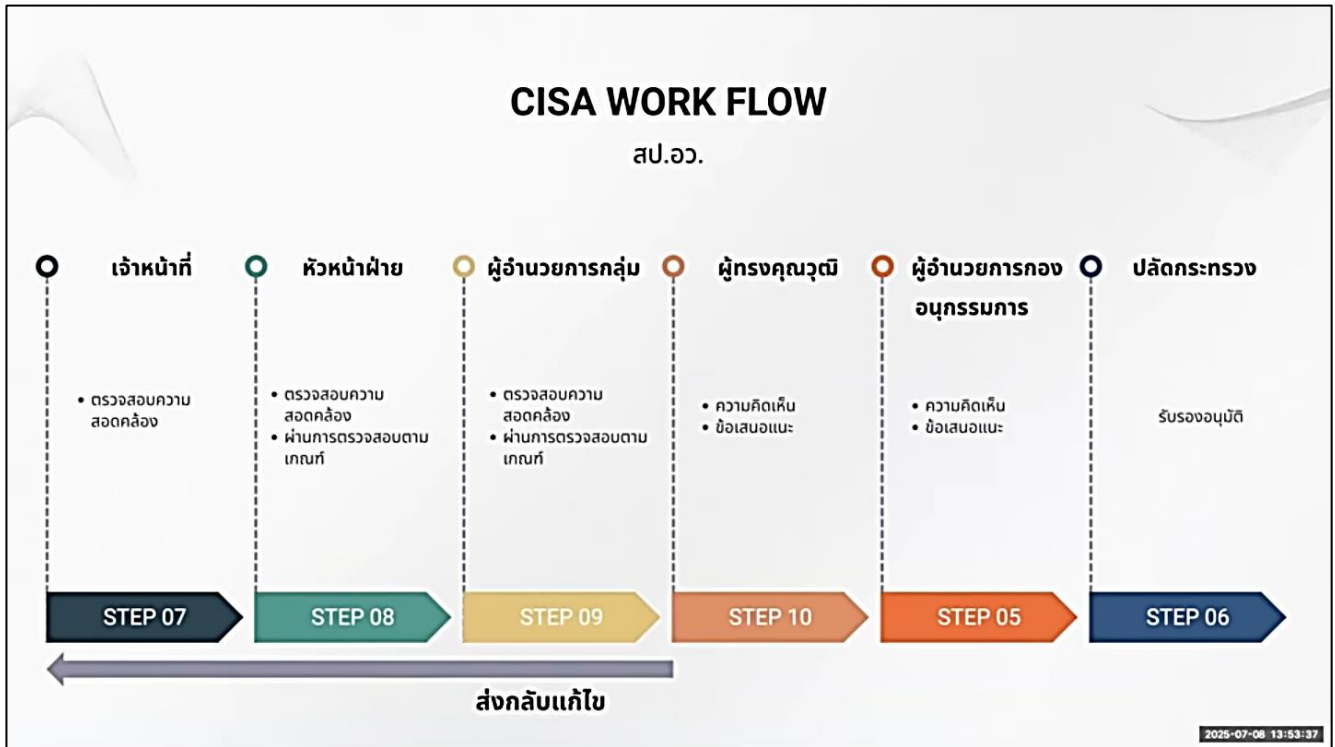 CISA WORK FLOW
สป.อว.
เจ้าหน้าที่
หัวหน้าฝ่าย
ผู้อำนวยการกลุ่ม
ผู้ทรงคุณวุฒิ
ผู้อำนวยการกอง
อนุกรรมการ
ปลัดกระทรวง
• ตรวจสอบความ
สอดคล้อง
• ตรวจสอบความ
สอดคล้อง
• ผ่านการตรวจสอบตาม
เกณฑ์
• ตรวจสอบความ
สอดคล้อง
• ผ่านการตรวจสอบตาม
เกณฑ์
• ความคิดเห็น
• ข้อเสนอแนะ
• ความคิดเห็น
• ข้อเสนอแนะ
รับรองอนุมัติ
STEP 07
STEP 08
STEP 09
STEP 10
STEP 05
STEP 06
ส่งกลับแก้ไข
2025-07-08 13:53:37